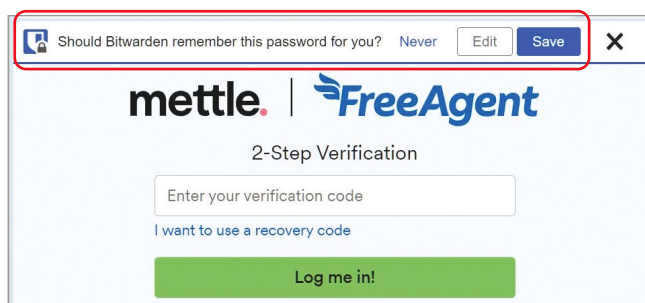 Should Bitwarden remember this password for you? Never Edit Save
mettle. | FreeAgent
2-Step Verification
Enter your verification code
I want to use a recovery code
Log me in!